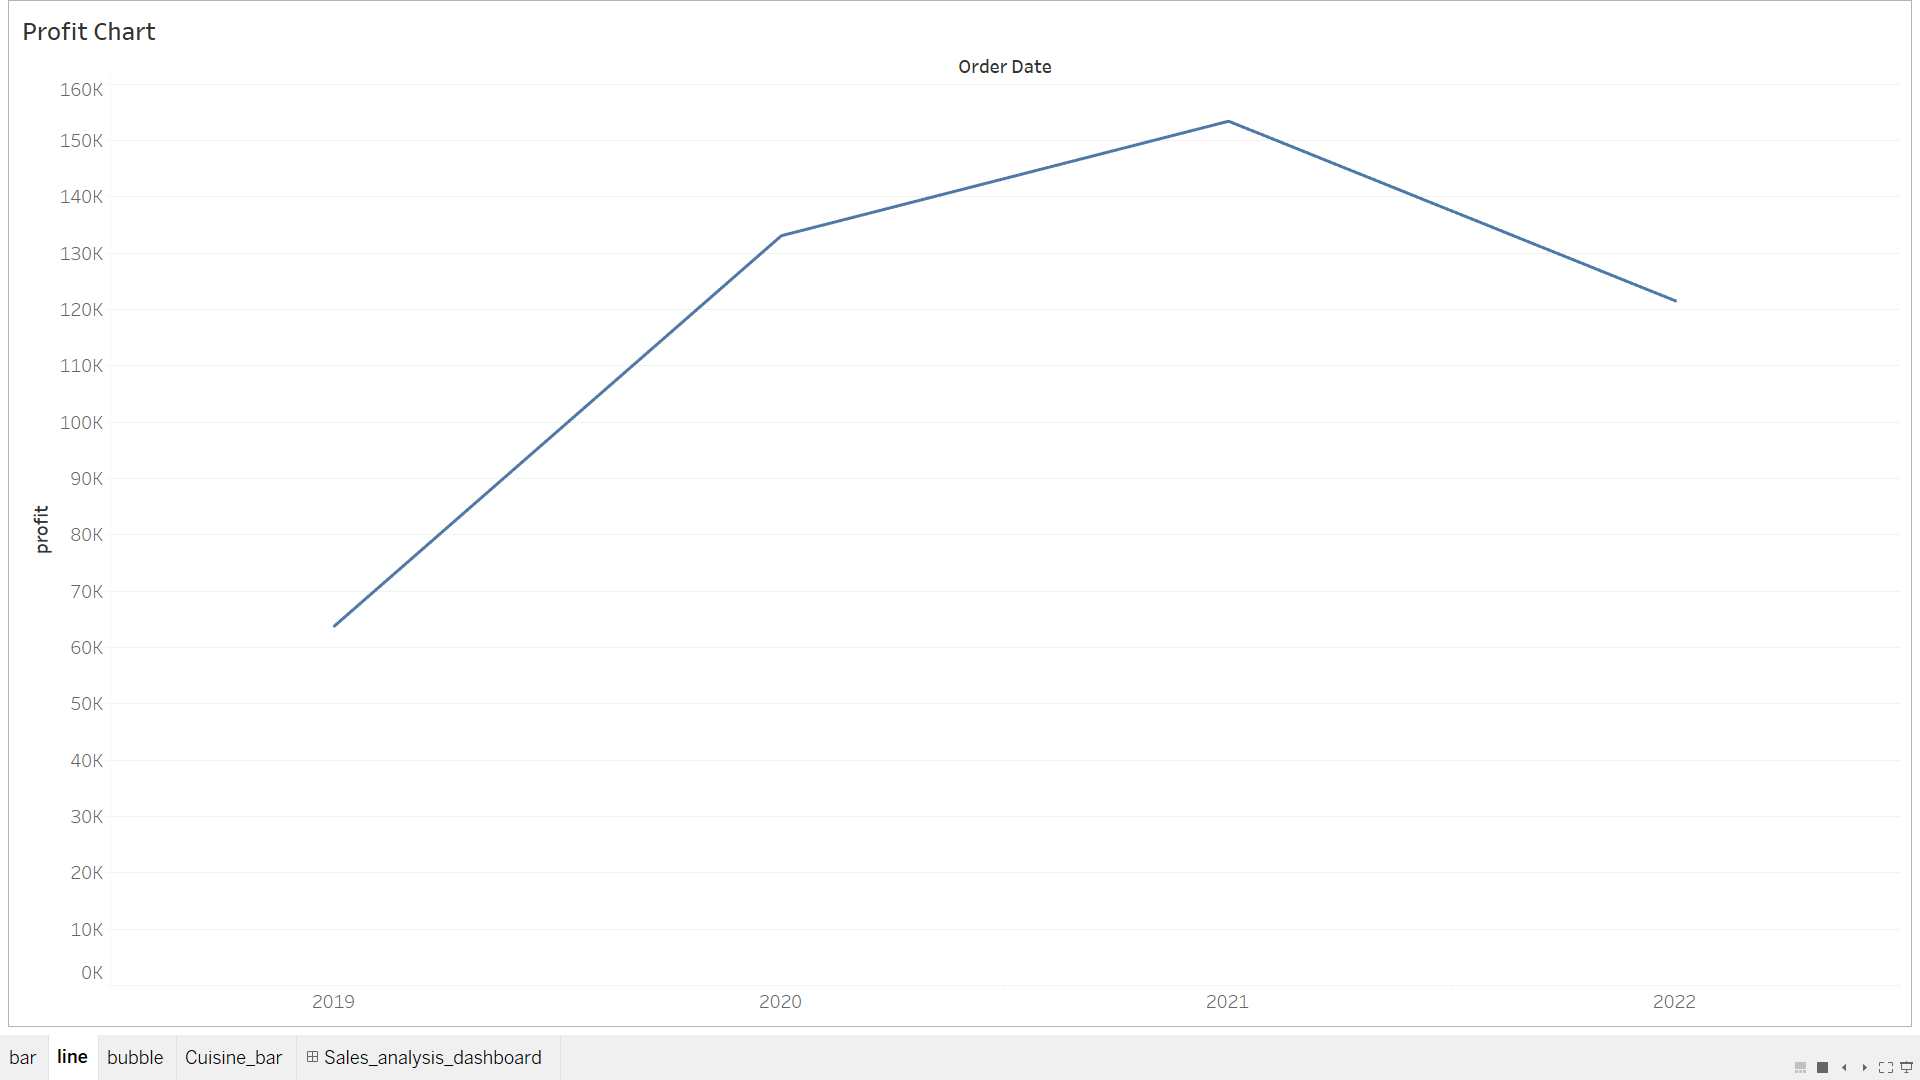 Profit Chart
Order Date
160K
150K
140K
130K
120K
110K
100K
90K
80K
70K
60K
50K
40K
30K
20K
10K
0K
profit
2019 2020 2021 2022
bar line bubble Cuisine_bar Sales_analysis_dashboard